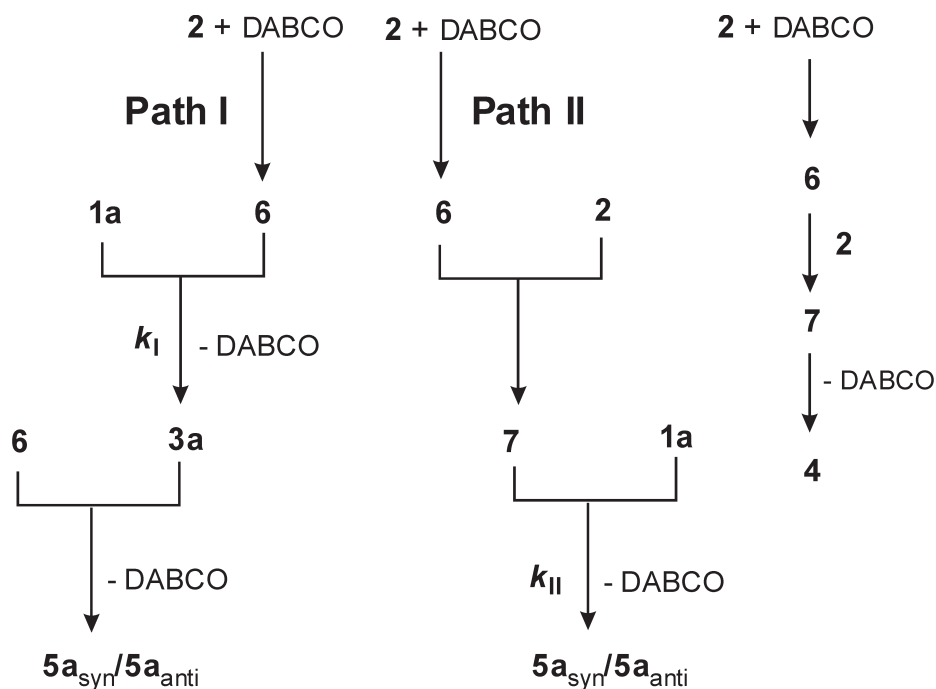 2 + DABCO
2 + DABCO
2 + DABCO
Path I
Path II
6
1a
6
6
2
2
7
kI
- DABCO
- DABCO
6
3a
7
1a
4
- DABCO
kII
- DABCO
5asyn/5aanti
5asyn/5aanti